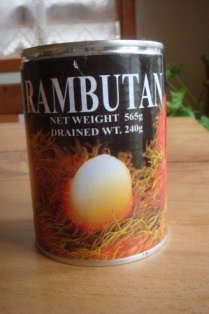 RAMBUTAN
NET WEIGHT 565g
DRAINED WT. 240g